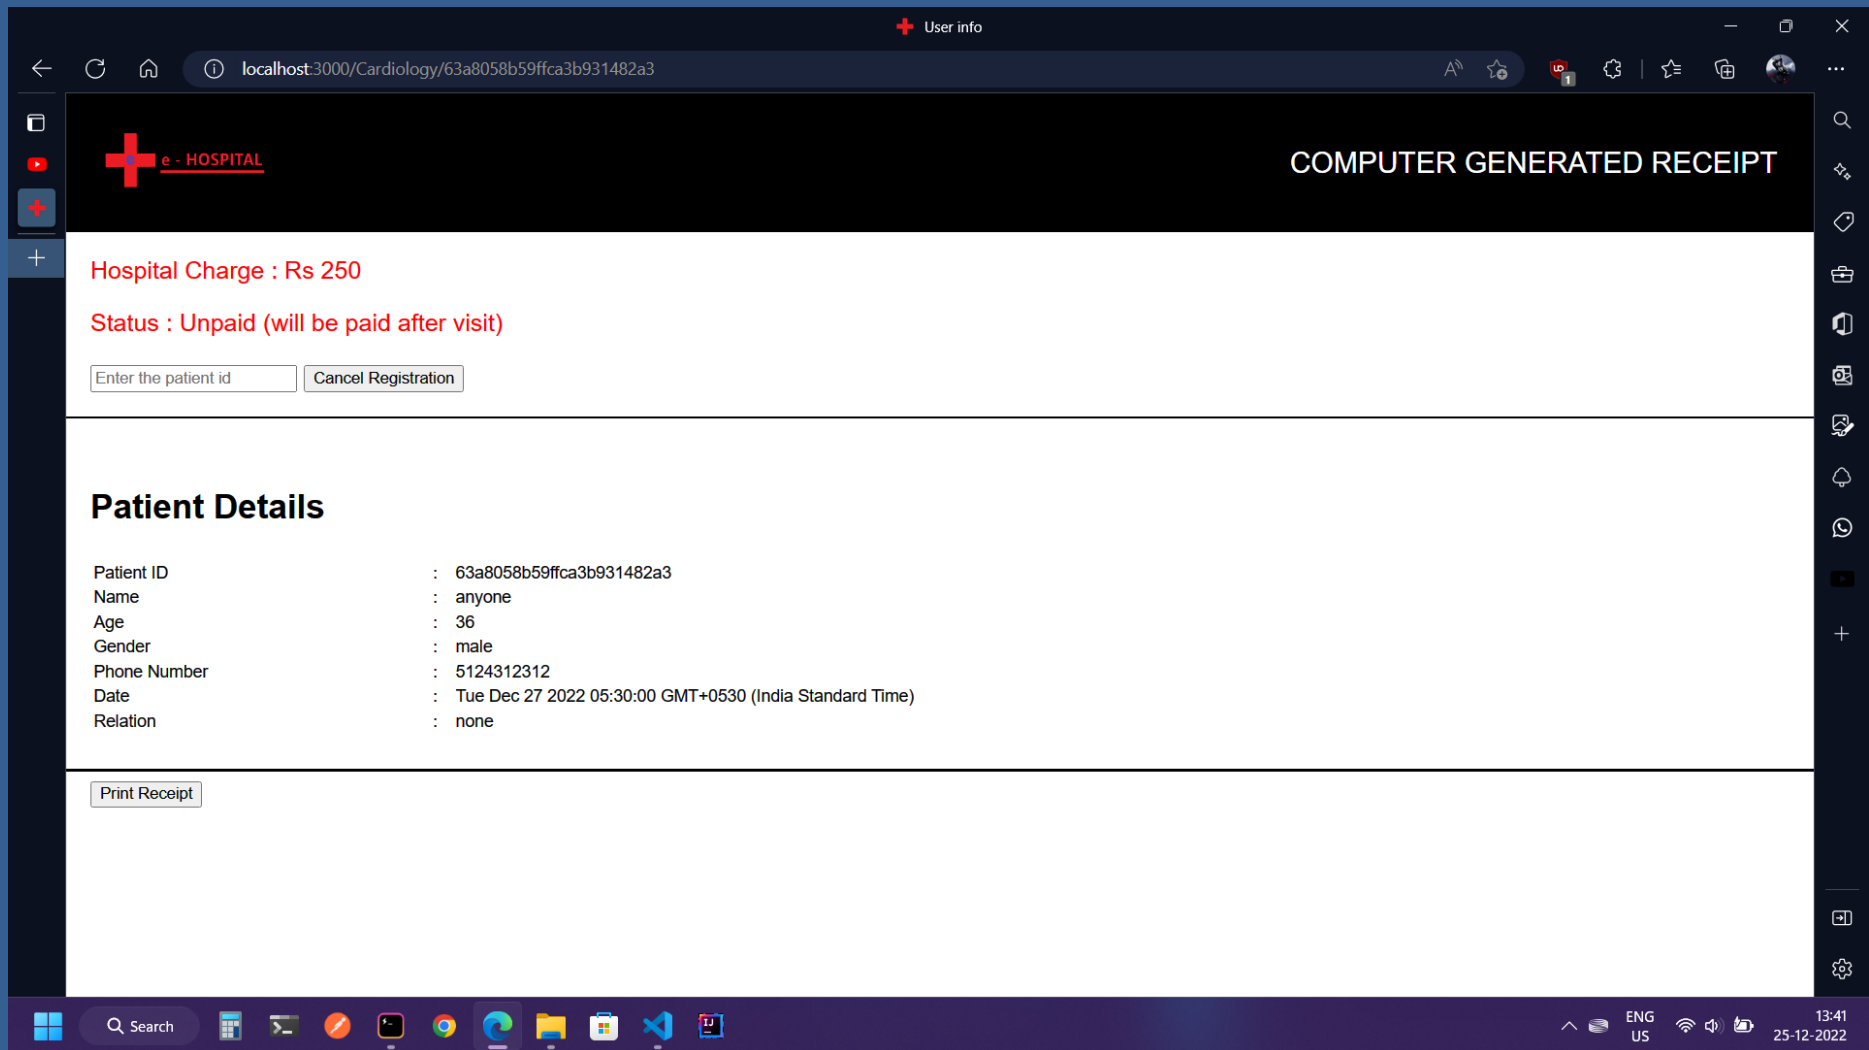 User info
localhost:3000/Cardiology/63a8058b59ffca3b931482a3
1
e
e - HOSPITAL
COMPUTER GENERATED RECEIPT
Hospital Charge : Rs 250
Status : Unpaid (will be paid after visit)
Enter the patient id
Cancel Registration
Patient Details
Patient ID : 63a8058b59ffca3b931482a3
Name : anyone
Age : 36
Gender : male
Phone Number : 5124312312
Date : Tue Dec 27 2022 05:30:00 GMT+0530 (India Standard Time)
Relation : none
Print Receipt
Search
IJ
ENG
US
13:41
25-12-2022